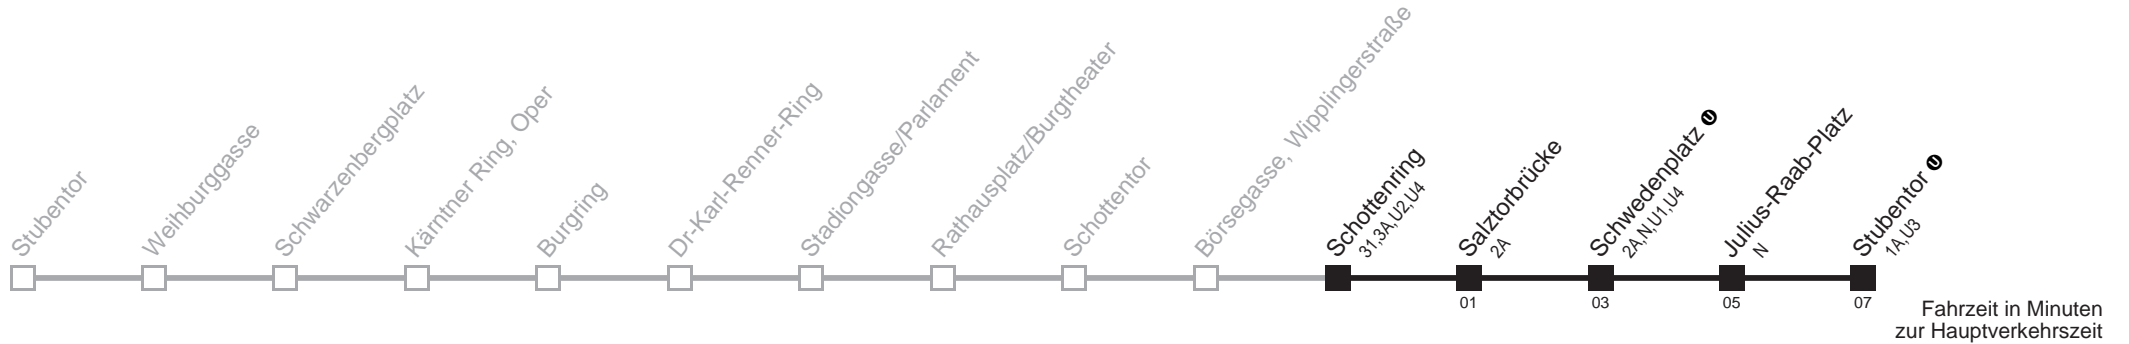 Stubentor
Weihburggasse
Schwarzenbergplatz
Kärntner Ring, Oper
Burgring
Dr-Karl-Renner-Ring
Stadiongasse/Parlament
Rathausplatz/Burgtheater
Schottentor
Börsegasse, Wipplingerstraße
Schottenring
31,3A,U2,U4
Salztorbrücke
2A
Schwedenplatz U
2A,N,U1,U4
Julius-Raab-Platz
N
Stubentor U
1A,U3
01
03
05
07
Fahrzeit in Minuten
zur Hauptverkehrszeit